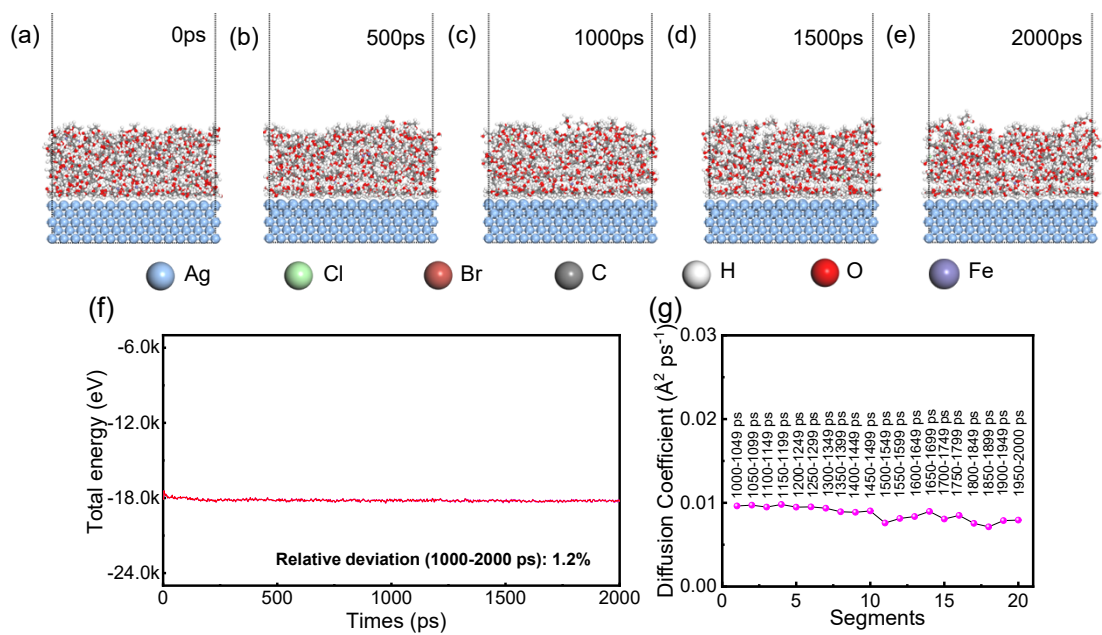 (a) 0ps (b) 500ps (c) 1000ps (d) 1500ps (e) 2000ps
Ag Cl Br C H O Fe
(f)
Total energy (eV)
-6.0k
-12.0k
-18.0k
-24.0k
Relative deviation (1000-2000 ps): 1.2%
0 500 1000 1500 2000
Times (ps)
(g)
Diffusion Coefficient (Å² ps⁻¹)
0.03
0.02
0.01
0.00
1000-1049 ps
1050-1099 ps
1100-1149 ps
1150-1199 ps
1200-1249 ps
1250-1299 ps
1300-1349 ps
1350-1399 ps
1400-1449 ps
1450-1499 ps
1500-1549 ps
1555-1599 ps
1600-1649 ps
1650-1699 ps
1700-1749 ps
1750-1799 ps
1800-1849 ps
1850-1899 ps
1900-1949 ps
1950-2000 ps
0 5 10 15 20
Segments